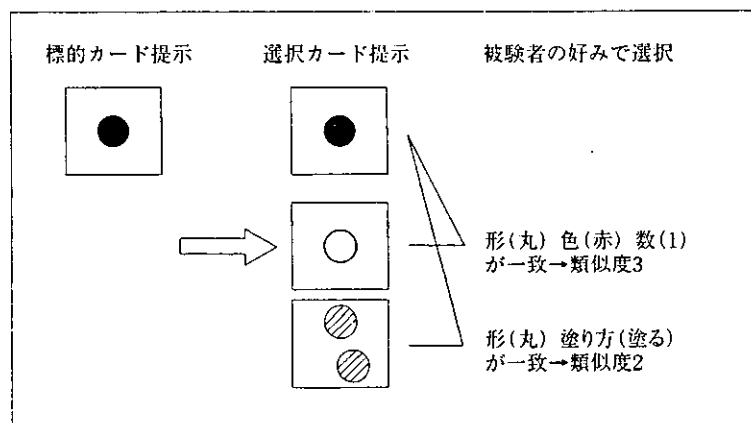 標的カード提示
選択カード提示
被験者の好みで選択
形(丸) 色(赤) 数(1)
が一致→類似度3
形(丸) 塗り方(塗る)
が一致→類似度2